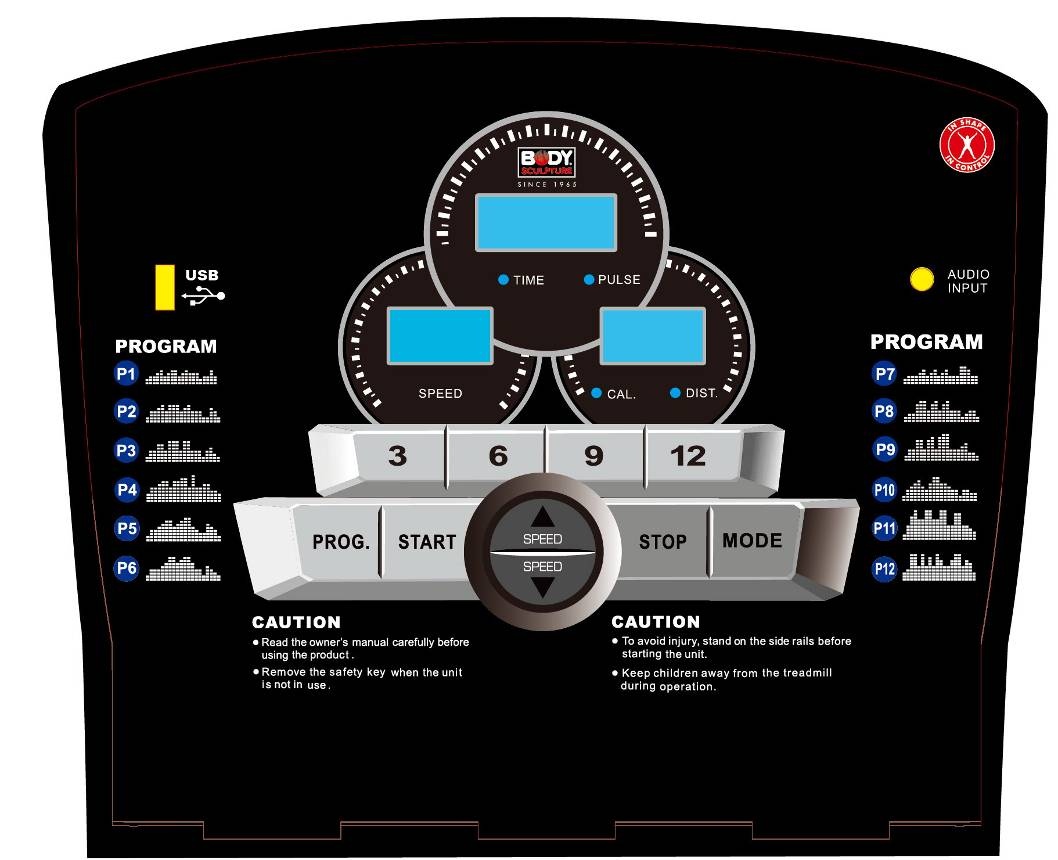 IN SHAPE
IN CONTROL
BODY
SCULPTURE
SINCE 1965
TIME
PULSE
SPEED
CAL.
DIST.
USB
AUDIO
INPUT
PROGRAM
P1
P2
P3
P4
P5
P6
PROGRAM
P7
P8
P9
P10
P11
P12
3 6 9 12
PROG. START
SPEED
SPEED
STOP MODE
CAUTION
• Read the owner's manual carefully before
using the product .
• Remove the safety key when the unit
is not in use .
CAUTION
• To avoid injury, stand on the side rails before
starting the unit.
• Keep children away from the treadmill
during operation.